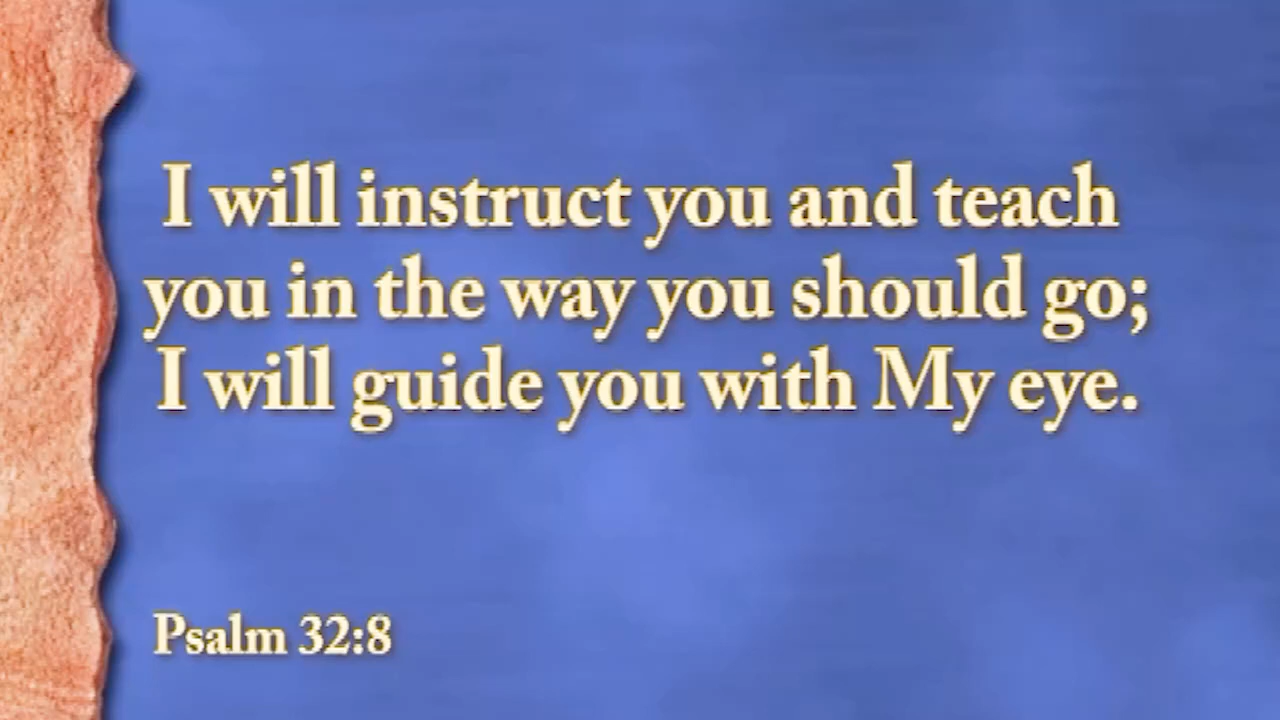 I will instruct you and teach
you in the way you should go;
I will guide you with My eye.
Psalm 32:8